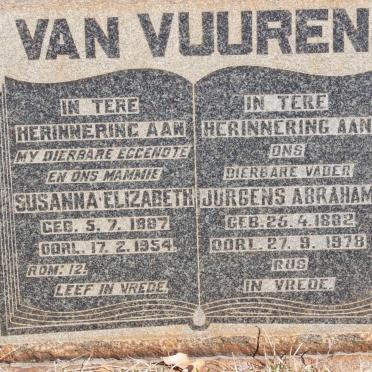 VAN VUUREN
IN TERE
HERINNERING AAN
MY DIERBARE EGGENOTE
EN ONS MAMMIE
SUSANNA ELIZABETH
GEB. 5.7.1887
OORL. 17.2.1954.
ROM: 12.
LEEF IN VREDE.
IN TERE
HERINNERING AAN
ONS
DIERBARE VADER
JURGENS ABRAHAM
GEB. 25.4.1882
OORL. 27.9.1978
RUS
IN VREDE.